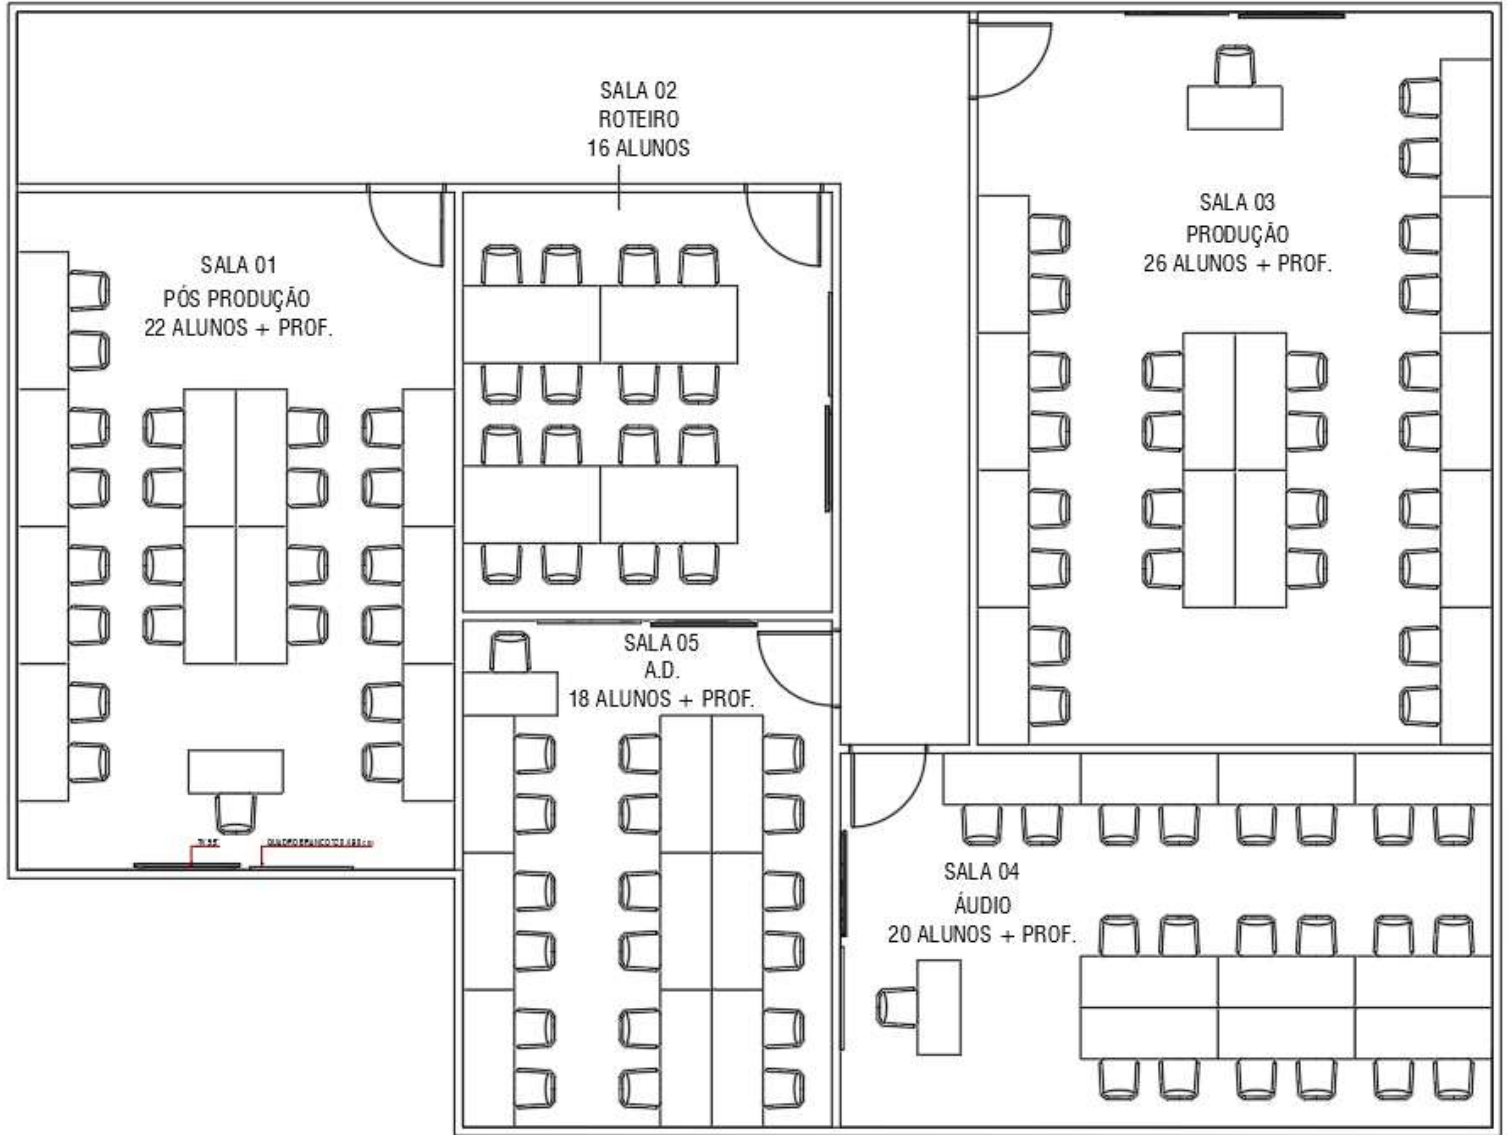 SALA 02
ROTEIRO
16 ALUNOS
SALA 03
PRODUÇÃO
26 ALUNOS + PROF.
SALA 01
PÓS PRODUÇÃO
22 ALUNOS + PROF.
SALA 05
A.D.
18 ALUNOS + PROF.
SALA 04
ÁUDIO
20 ALUNOS + PROF.